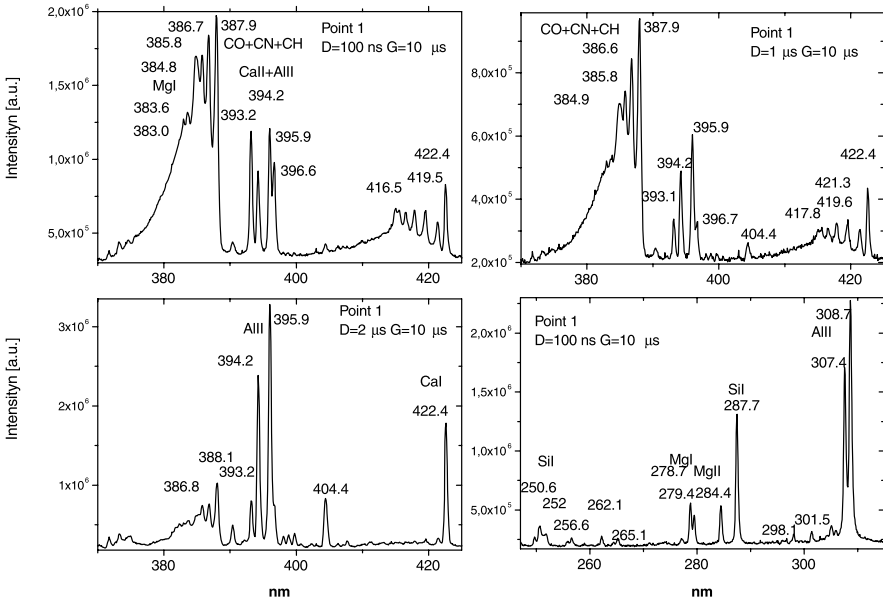 Intensityn [a.u.]
2,0x10⁶
1,5x10⁶
1,0x10⁶
5,0x10⁵
386.7
387.9
385.8
CO+CN+CH
384.8
MgI
383.6
383.0
Point 1
D=100 ns G=10 µs
CaII+AlII
394.2
393.2
395.9
396.6
416.5
419.5
422.4
380
400
420
8,0x10⁵
6,0x10⁵
4,0x10⁵
2,0x10⁵
CO+CN+CH
387.9
386.6
385.8
384.9
Point 1
D=1 µs G=10 µs
395.9
394.2
393.1
396.7
404.4
417.8
421.3
419.6
422.4
380
400
420
Intensityn [a.u.]
3x10⁶
2x10⁶
1x10⁶
AlII
395.9
Point 1
D=2 µs G=10 µs
394.2
CaI
422.4
388.1
393.2
386.8
404.4
380
400
420
nm
2,0x10⁶
1,5x10⁶
1,0x10⁶
5,0x10⁵
Point 1
D=100 ns G=10 µs
308.7
AlII
307.4
SiI
287.7
SiI
250.6
252
256.6
262.1
265.1
MgI
278.7
MgII
279.4
284.4
298.1
301.5
260
280
300
nm